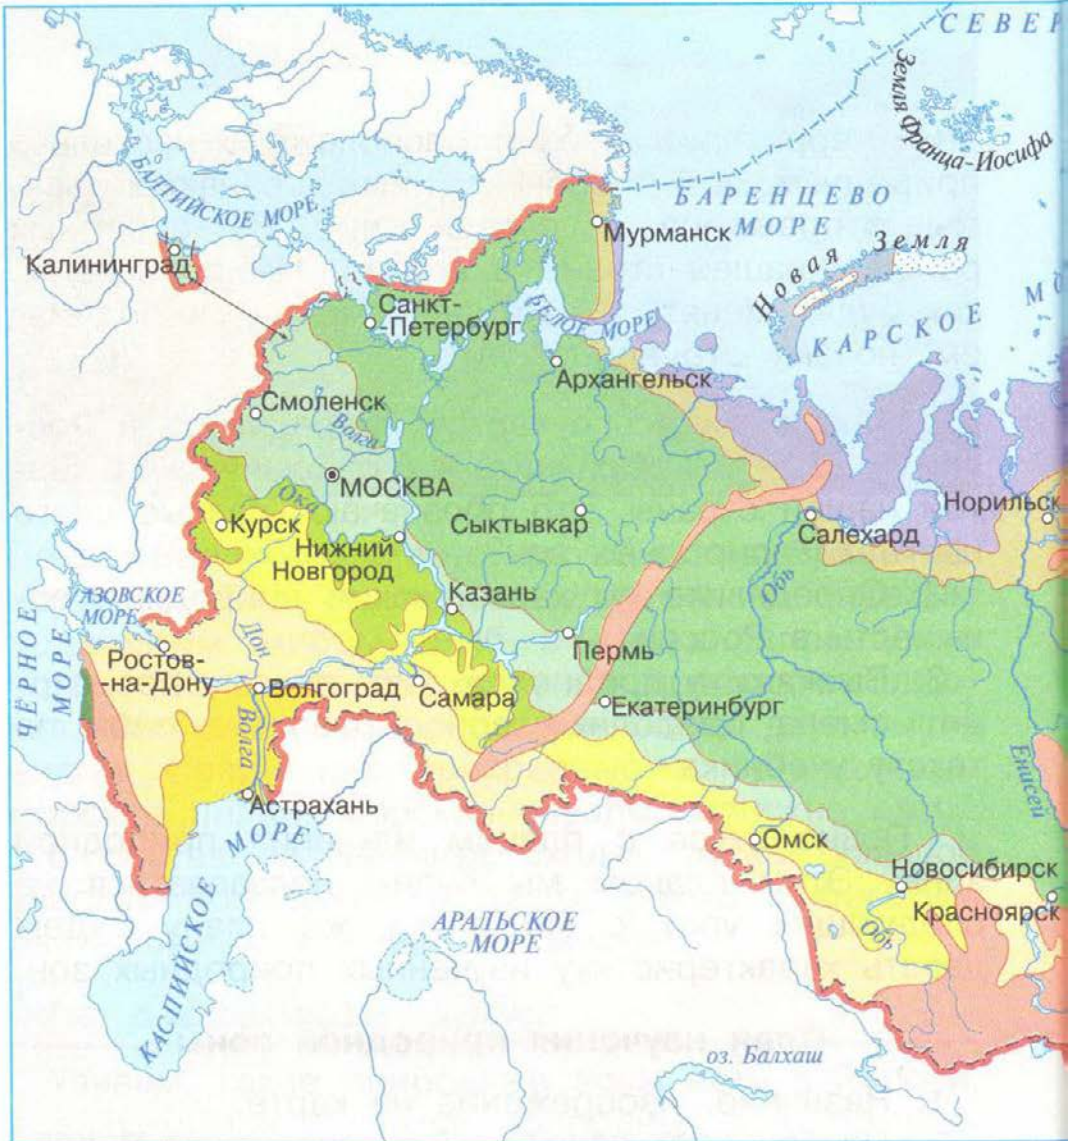 СЕВЕР
Земля Франца-Иосифа
БАЛТИЙСКОЕ МОРЕ
БАРЕНЦЕВО
МОРЕ
Мурманск
Новая Земля
Калининград
Санкт-
-Петербург
БЕЛОЕ МОРЕ
КАРСКОЕ
МО
Архангельск
Смоленск
р. Волга
МОСКВА
Ока
Курск
Сыктывкар
Салехард
Норильск
Нижний
Новгород
Обь
АЗОВСКОЕ
МОРЕ
Казань
ЧЁРНОЕ
МОРЕ
Дон
Ростов-
-на-Дону
Пермь
Волгоград
Самара
Екатеринбург
Волга
Енисей
Астрахань
Омск
Новосибирск
Красноярск
КАСПИЙСКОЕ
МОРЕ
АРАЛЬСКОЕ
МОРЕ
Обь
оз. Балхаш